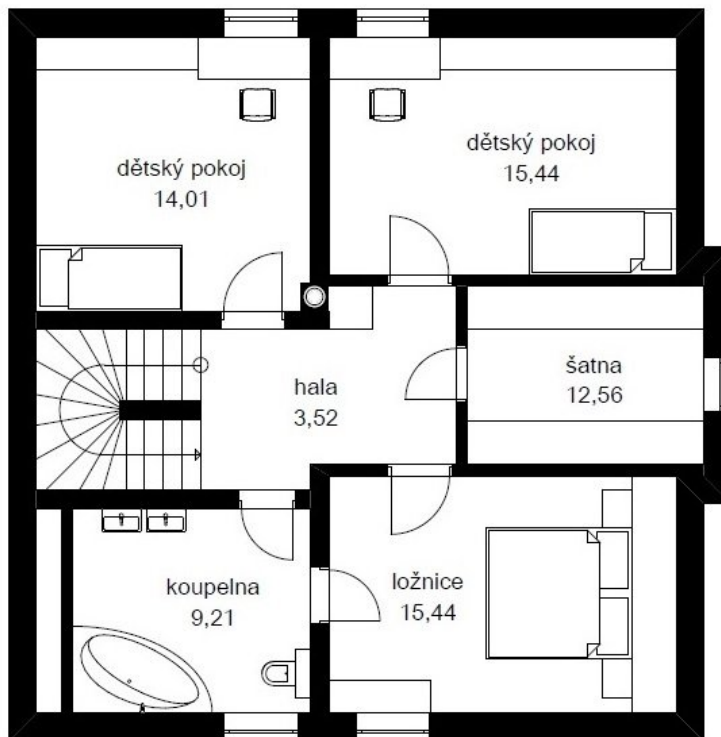 dětský pokoj
14,01
dětský pokoj
15,44
hala
3,52
šatna
12,56
koupelna
9,21
ložnice
15,44